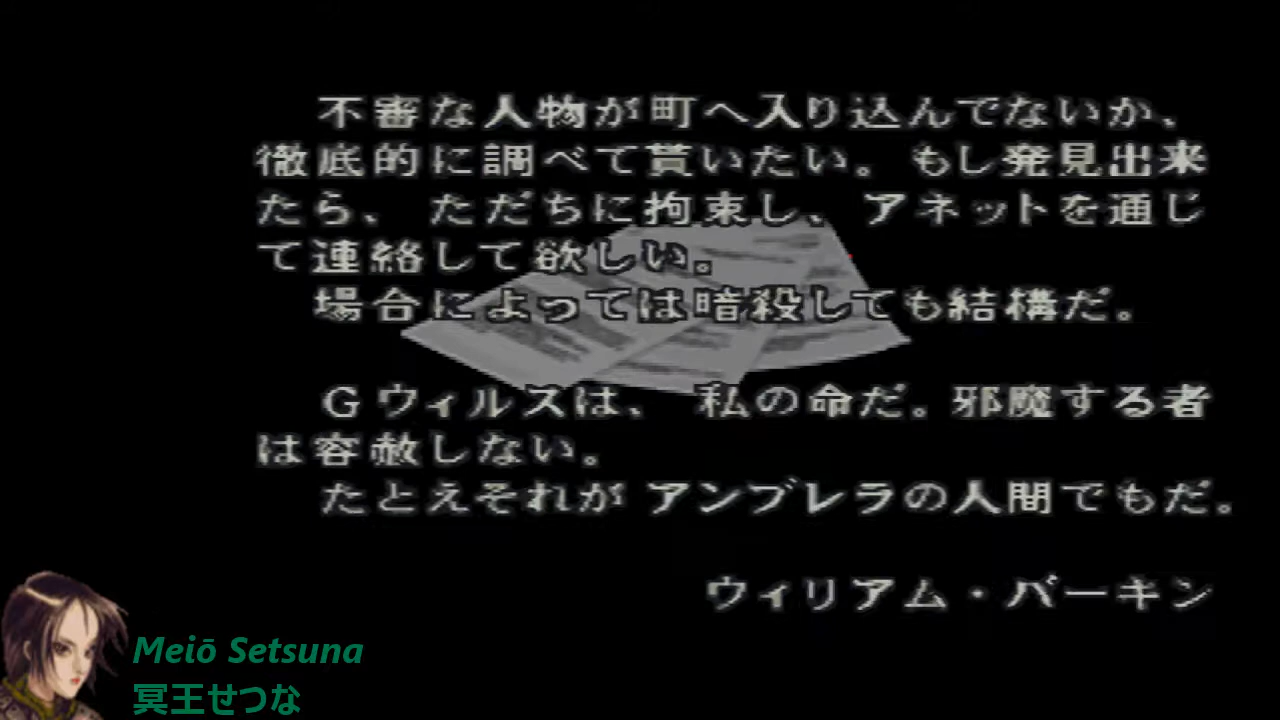 不審な人物が町へ入り込んでないか、
徹底的に調べて貰いたい。もし発見出来
たら、ただちに拘束し、アネットを通じ
て連絡して欲しい。
場合によっては暗殺しても結構だ。
Gウィルスは、私の命だ。邪魔する者
は容赦しない。
たとえそれがアンブレラの人間でもだ。
ウィリアム・バーキン
Meiō Setsuna
冥王せつな